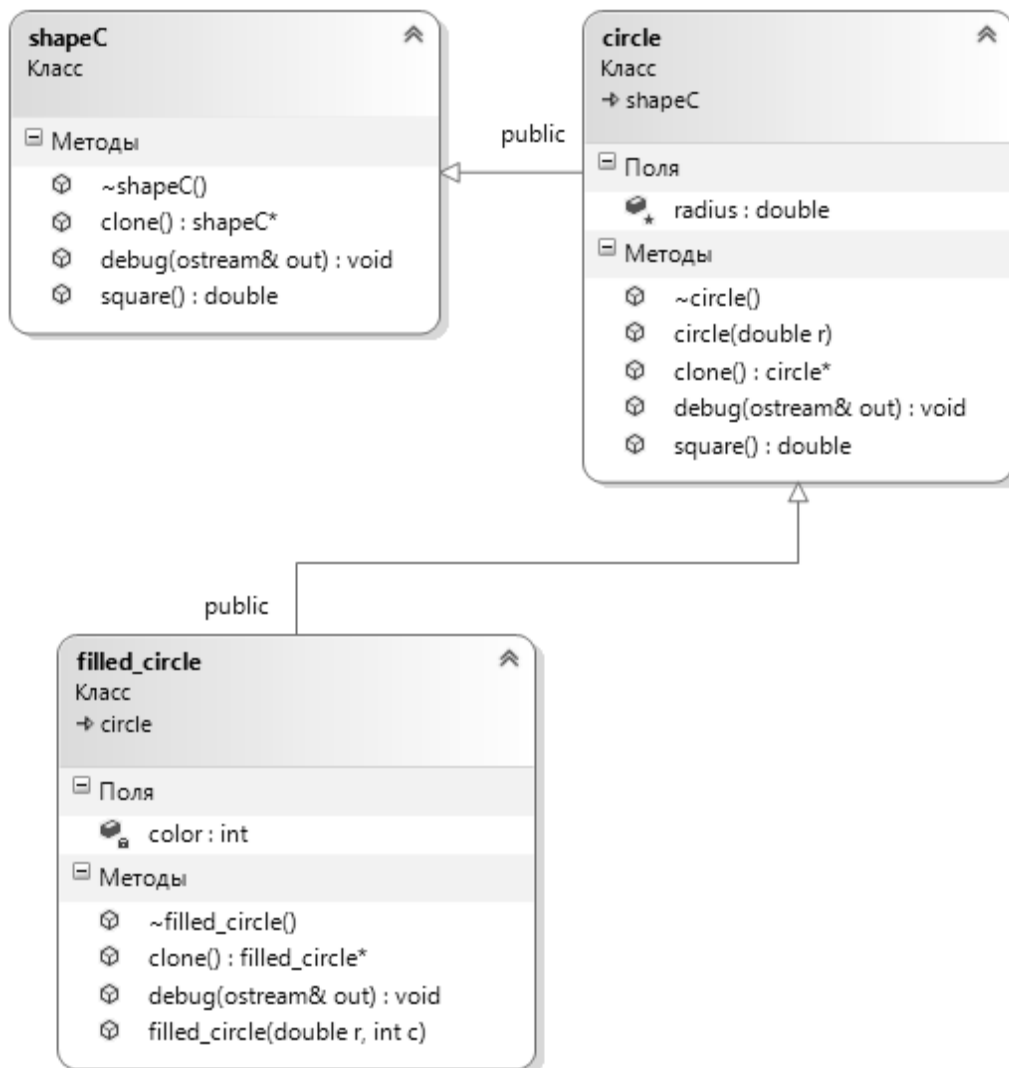 shapeC
Класс
Методы
~shapeC()
clone() : shapeC*
debug(ostream& out) : void
square() : double
public
circle
Класс
shapeC
Поля
radius : double
Методы
~circle()
circle(double r)
clone() : circle*
debug(ostream& out) : void
square() : double
public
filled_circle
Класс
circle
Поля
color : int
Методы
~filled_circle()
clone() : filled_circle*
debug(ostream& out) : void
filled_circle(double r, int c)